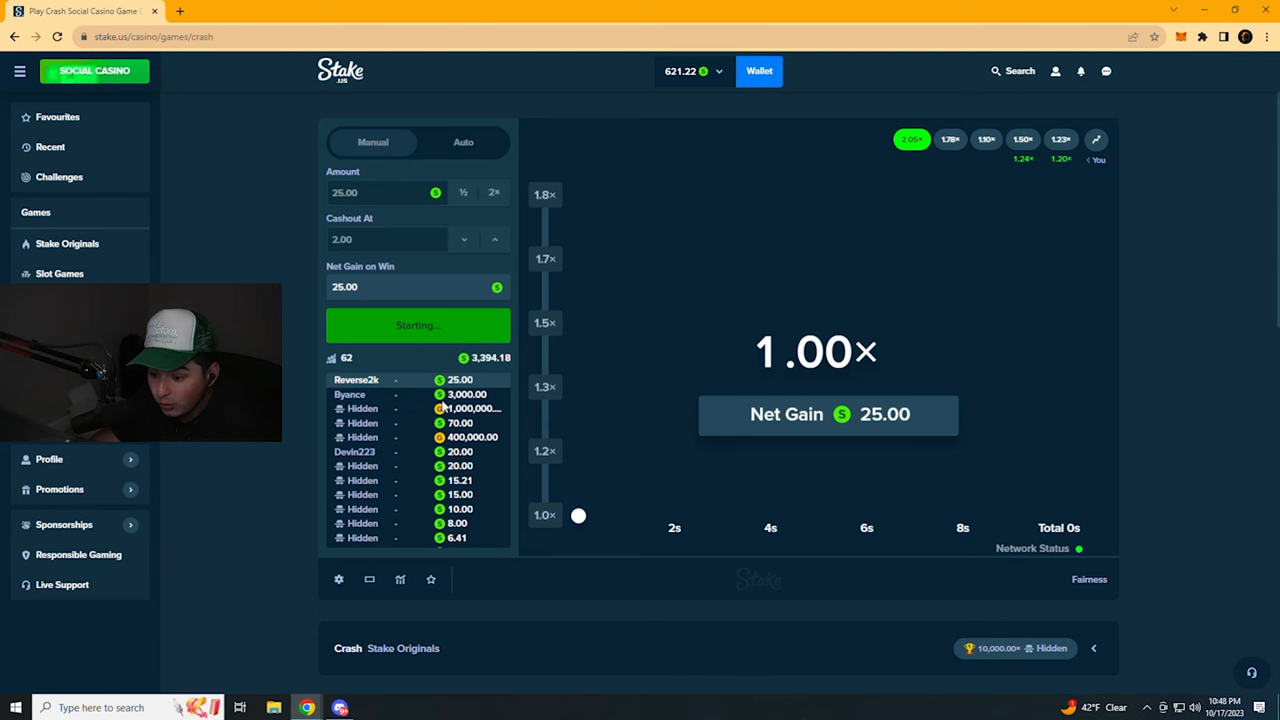 Play Crash Social Casino Game
stake.us/casino/games/crash
SOCIAL CASINO
Stake
.US
621.22
Wallet
Search
Favourites
Recent
Challenges
Games
Stake Originals
Slot Games
Profile
Promotions
Sponsorships
Responsible Gaming
Live Support
Manual
Auto
Amount
25.00
½
2×
Cashout At
2.00
Net Gain on Win
25.00
Starting...
62
3,394.18
Reverse2k - 25.00
Byance - 3,000.00
Hidden - 1,000,000....
Hidden - 70.00
Hidden - 400,000.00
Devin223 - 20.00
Hidden - 20.00
Hidden - 15.21
Hidden - 15.00
Hidden - 10.00
Hidden - 8.00
Hidden - 6.41
2.05×
1.78×
1.10×
1.50×
1.23×
1.24×
1.20×
You
1.8×
1.7×
1.5×
1.3×
1.2×
1.0×
1.00×
Net Gain 25.00
2s
4s
6s
8s
Total 0s
Network Status
Stake
Fairness
Crash Stake Originals
10,000.00× Hidden
Type here to search
42°F Clear
10:48 PM
10/17/2023